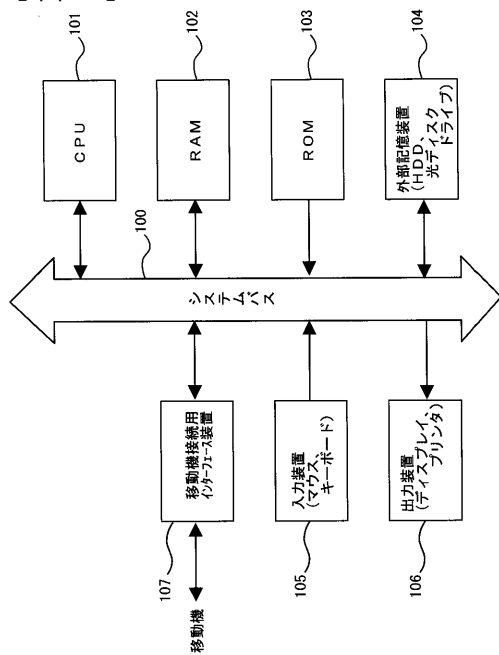 101
CPU
102
RAM
103
ROM
104
外部記憶装置
(HDD、
光ディスク
ドライブ)
100
システムバス
移動機接続用
インターフェース装置
107
移動機
入力装置
(マウス、
キーボード)
105
出力装置
(ディスプレイ、
プリンタ)
106